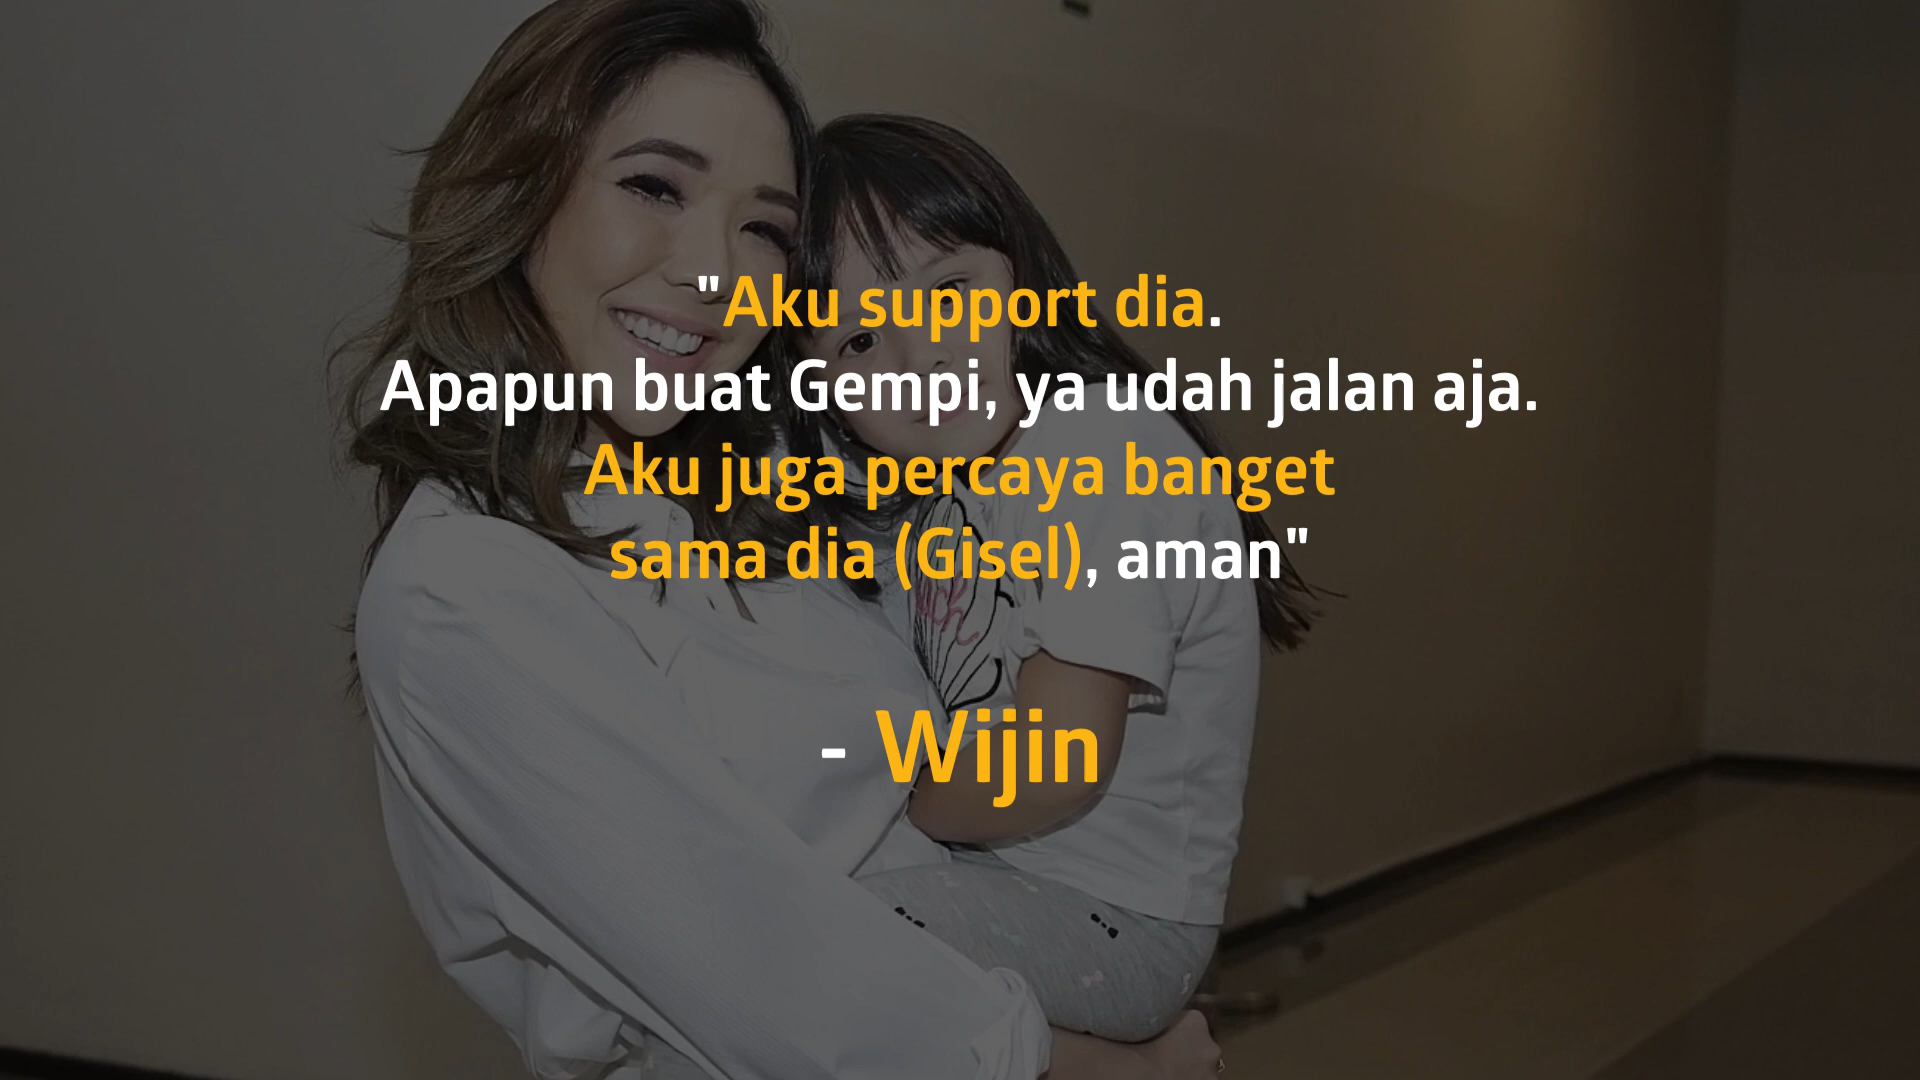 "Aku support dia.
Apapun buat Gempi, ya udah jalan aja.
Aku juga percaya banget
sama dia (Gisel), aman"
- Wijin